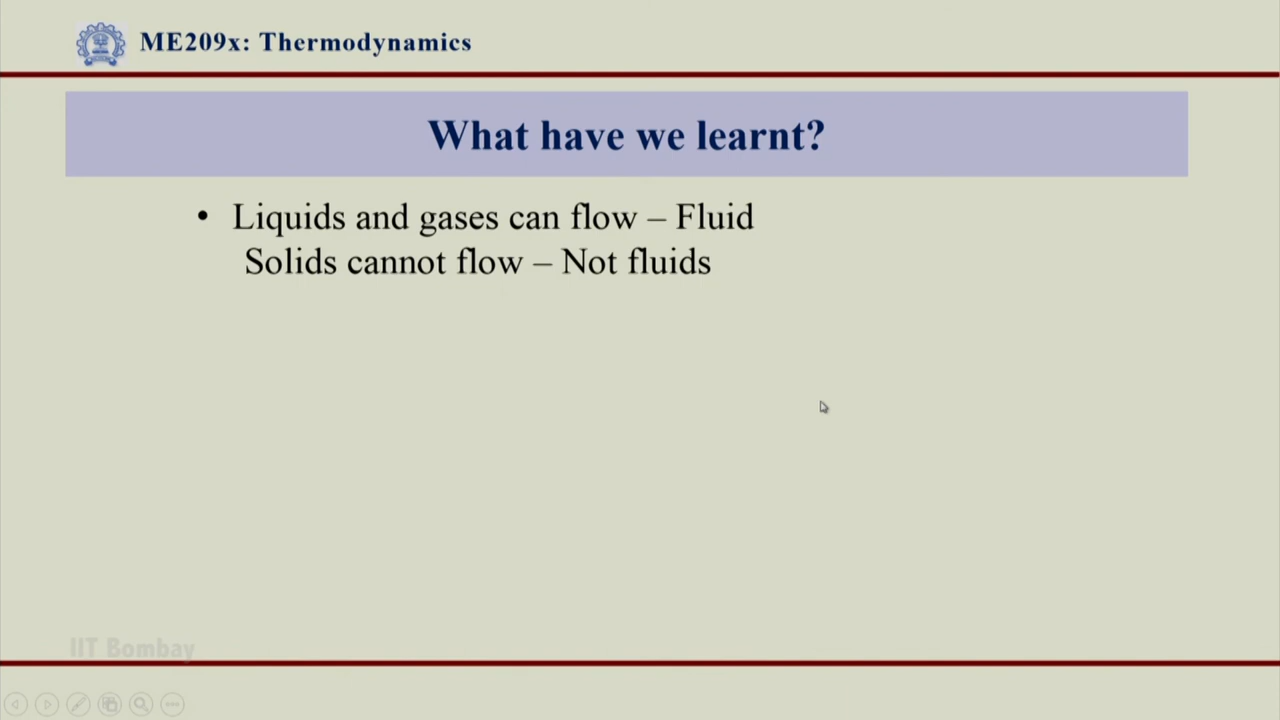 ME209x: Thermodynamics
What have we learnt?
• Liquids and gases can flow – Fluid
Solids cannot flow – Not fluids
IIT Bombay